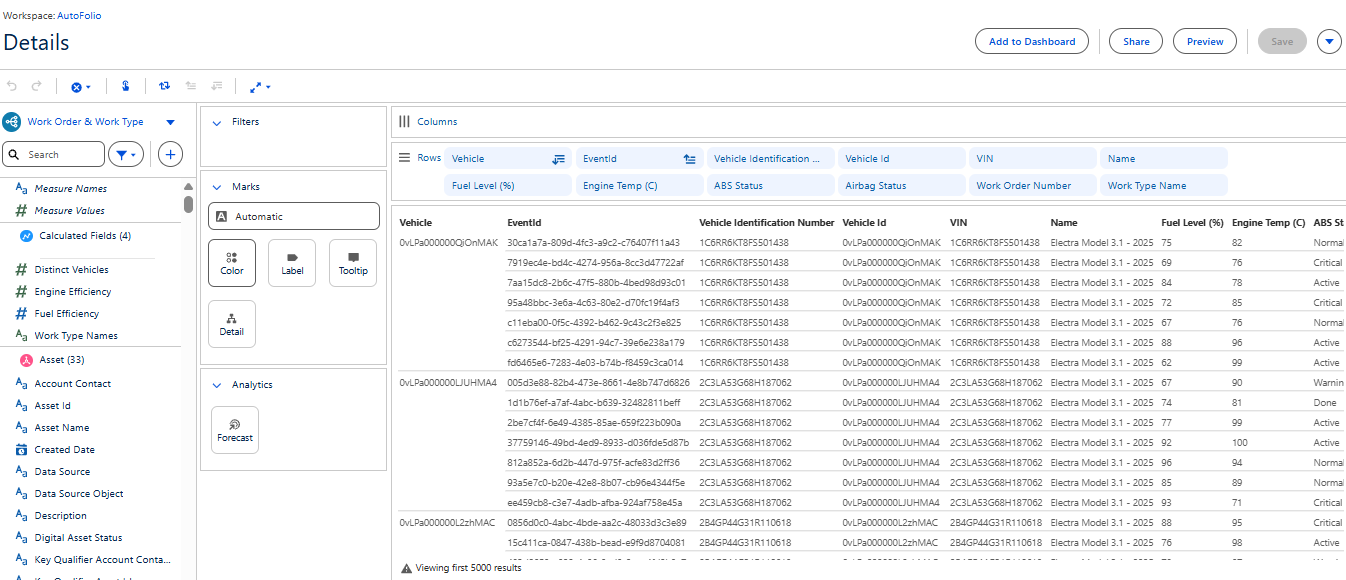 Workspace: AutoFolio
Details
Add to Dashboard
Share
Preview
Save
Work Order & Work Type
Search
Measure Names
Measure Values
Calculated Fields (4)
Distinct Vehicles
Engine Efficiency
Fuel Efficiency
Work Type Names
Asset (33)
Account Contact
Asset Id
Asset Name
Created Date
Data Source
Data Source Object
Description
Digital Asset Status
Key Qualifier Account Conta...
Filters
Marks
Automatic
Color
Label
Tooltip
Detail
Analytics
Forecast
Columns
Rows
Vehicle EventId Vehicle Identification ... Vehicle Id VIN Name
Fuel Level (%) Engine Temp (C) ABS Status Airbag Status Work Order Number Work Type Name
Vehicle EventId Vehicle Identification Number Vehicle Id VIN Name Fuel Level (%) Engine Temp (C) ABS St
0vLPa000000QiOnMAK 30ca1a7a-809d-4fc3-a9c2-c76407f11a43 1C6RR6KT8FS501438 0vLPa000000QiOnMAK 1C6RR6KT8FS501438 Electra Model 3.1 - 2025 75 82 Normal
7919ec4e-bd4c-4274-956a-8cc3d47722af 1C6RR6KT8FS501438 0vLPa000000QiOnMAK 1C6RR6KT8FS501438 Electra Model 3.1 - 2025 69 76 Critical
7aa15dc8-2b6c-47f5-880b-4bed98d93c01 1C6RR6KT8FS501438 0vLPa000000QiOnMAK 1C6RR6KT8FS501438 Electra Model 3.1 - 2025 84 78 Active
95a48bbc-3e6a-4c63-80e2-d70fc19f4af3 1C6RR6KT8FS501438 0vLPa000000QiOnMAK 1C6RR6KT8FS501438 Electra Model 3.1 - 2025 72 85 Critical
c11eba00-0f5c-4392-b462-9c43c2f3e825 1C6RR6KT8FS501438 0vLPa000000QiOnMAK 1C6RR6KT8FS501438 Electra Model 3.1 - 2025 67 76 Normal
c6273544-bf25-4291-94c7-39e6e238a179 1C6RR6KT8FS501438 0vLPa000000QiOnMAK 1C6RR6KT8FS501438 Electra Model 3.1 - 2025 88 96 Active
fd6465e6-7283-4e03-b74b-f8459c3ca014 1C6RR6KT8FS501438 0vLPa000000QiOnMAK 1C6RR6KT8FS501438 Electra Model 3.1 - 2025 62 99 Active
0vLPa000000LJUHMA4 005d3e88-82b4-473e-8661-4e8b747d6826 2C3LA53G68H187062 0vLPa000000LJUHMA4 2C3LA53G68H187062 Electra Model 3.1 - 2025 67 90 Warnin
1d1b76ef-a7af-4abc-b639-32482811beff 2C3LA53G68H187062 0vLPa000000LJUHMA4 2C3LA53G68H187062 Electra Model 3.1 - 2025 74 81 Done
2be7cf4f-6e49-4385-85ae-659f223b090a 2C3LA53G68H187062 0vLPa000000LJUHMA4 2C3LA53G68H187062 Electra Model 3.1 - 2025 77 99 Active
37759146-49bd-4ed9-8933-d036fde5d87b 2C3LA53G68H187062 0vLPa000000LJUHMA4 2C3LA53G68H187062 Electra Model 3.1 - 2025 92 100 Active
812a852a-6d2b-447d-975f-acfe83d2ff36 2C3LA53G68H187062 0vLPa000000LJUHMA4 2C3LA53G68H187062 Electra Model 3.1 - 2025 96 94 Normal
93a5e7c0-b20e-42e8-8b07-cb96e4344f5e 2C3LA53G68H187062 0vLPa000000LJUHMA4 2C3LA53G68H187062 Electra Model 3.1 - 2025 85 89 Normal
ee459cb8-c3e7-4adb-afba-924af758e45a 2C3LA53G68H187062 0vLPa000000LJUHMA4 2C3LA53G68H187062 Electra Model 3.1 - 2025 93 71 Critical
0vLPa000000L2zhMAC 0856d0c0-4abc-4bde-aa2c-48033d3c3e89 2B4GP44G31R110618 0vLPa000000L2zhMAC 2B4GP44G31R110618 Electra Model 3.1 - 2025 88 95 Critical
15c411ca-0847-438b-bead-e9f9d8704081 2B4GP44G31R110618 0vLPa000000L2zhMAC 2B4GP44G31R110618 Electra Model 3.1 - 2025 76 98 Active
Viewing first 5000 results